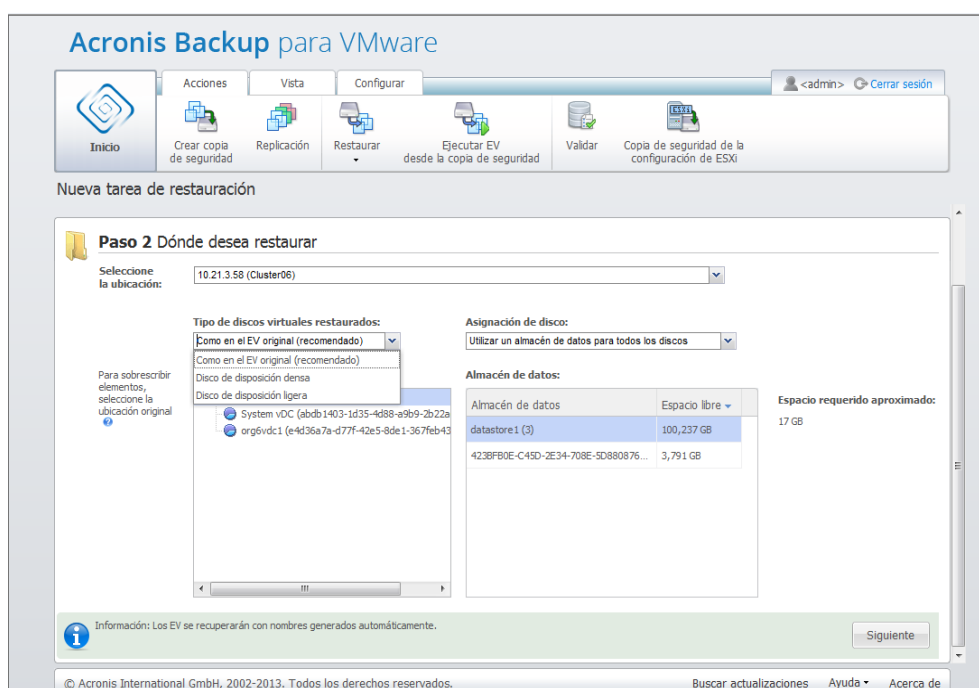 Acronis Backup para VMware
Acciones
Vista
Configurar
<admin>
Cerrar sesión
Inicio
Crear copia
de seguridad
Replicación
Restaurar
Ejecutar EV
desde la copia de seguridad
Validar
ESXi
Copia de seguridad de la
configuración de ESXi
Nueva tarea de restauración
Paso 2 Dónde desea restaurar
Seleccione
la ubicación:
10.21.3.58 (Cluster06)
Tipo de discos virtuales restaurados:
Como en el EV original (recomendado)
Como en el EV original (recomendado)
Disco de disposición densa
Disco de disposición ligera
Para sobrescribir
elementos,
seleccione la
ubicación original
System vDC (abdb1403-1d35-4d88-a9b9-2b22a
org6vdc1 (e4d36a7a-d77f-42e5-8de1-367feb43
Asignación de disco:
Utilizar un almacén de datos para todos los discos
Almacén de datos:
Almacén de datos
Espacio libre
datastore1 (3)
100,237 GB
423BFB0E-C45D-2E34-708E-5D880876...
3,791 GB
Espacio requerido aproximado:
17 GB
Información: Los EV se recuperarán con nombres generados automáticamente.
Siguiente
© Acronis International GmbH, 2002-2013. Todos los derechos reservados.
Buscar actualizaciones
Ayuda
Acerca de